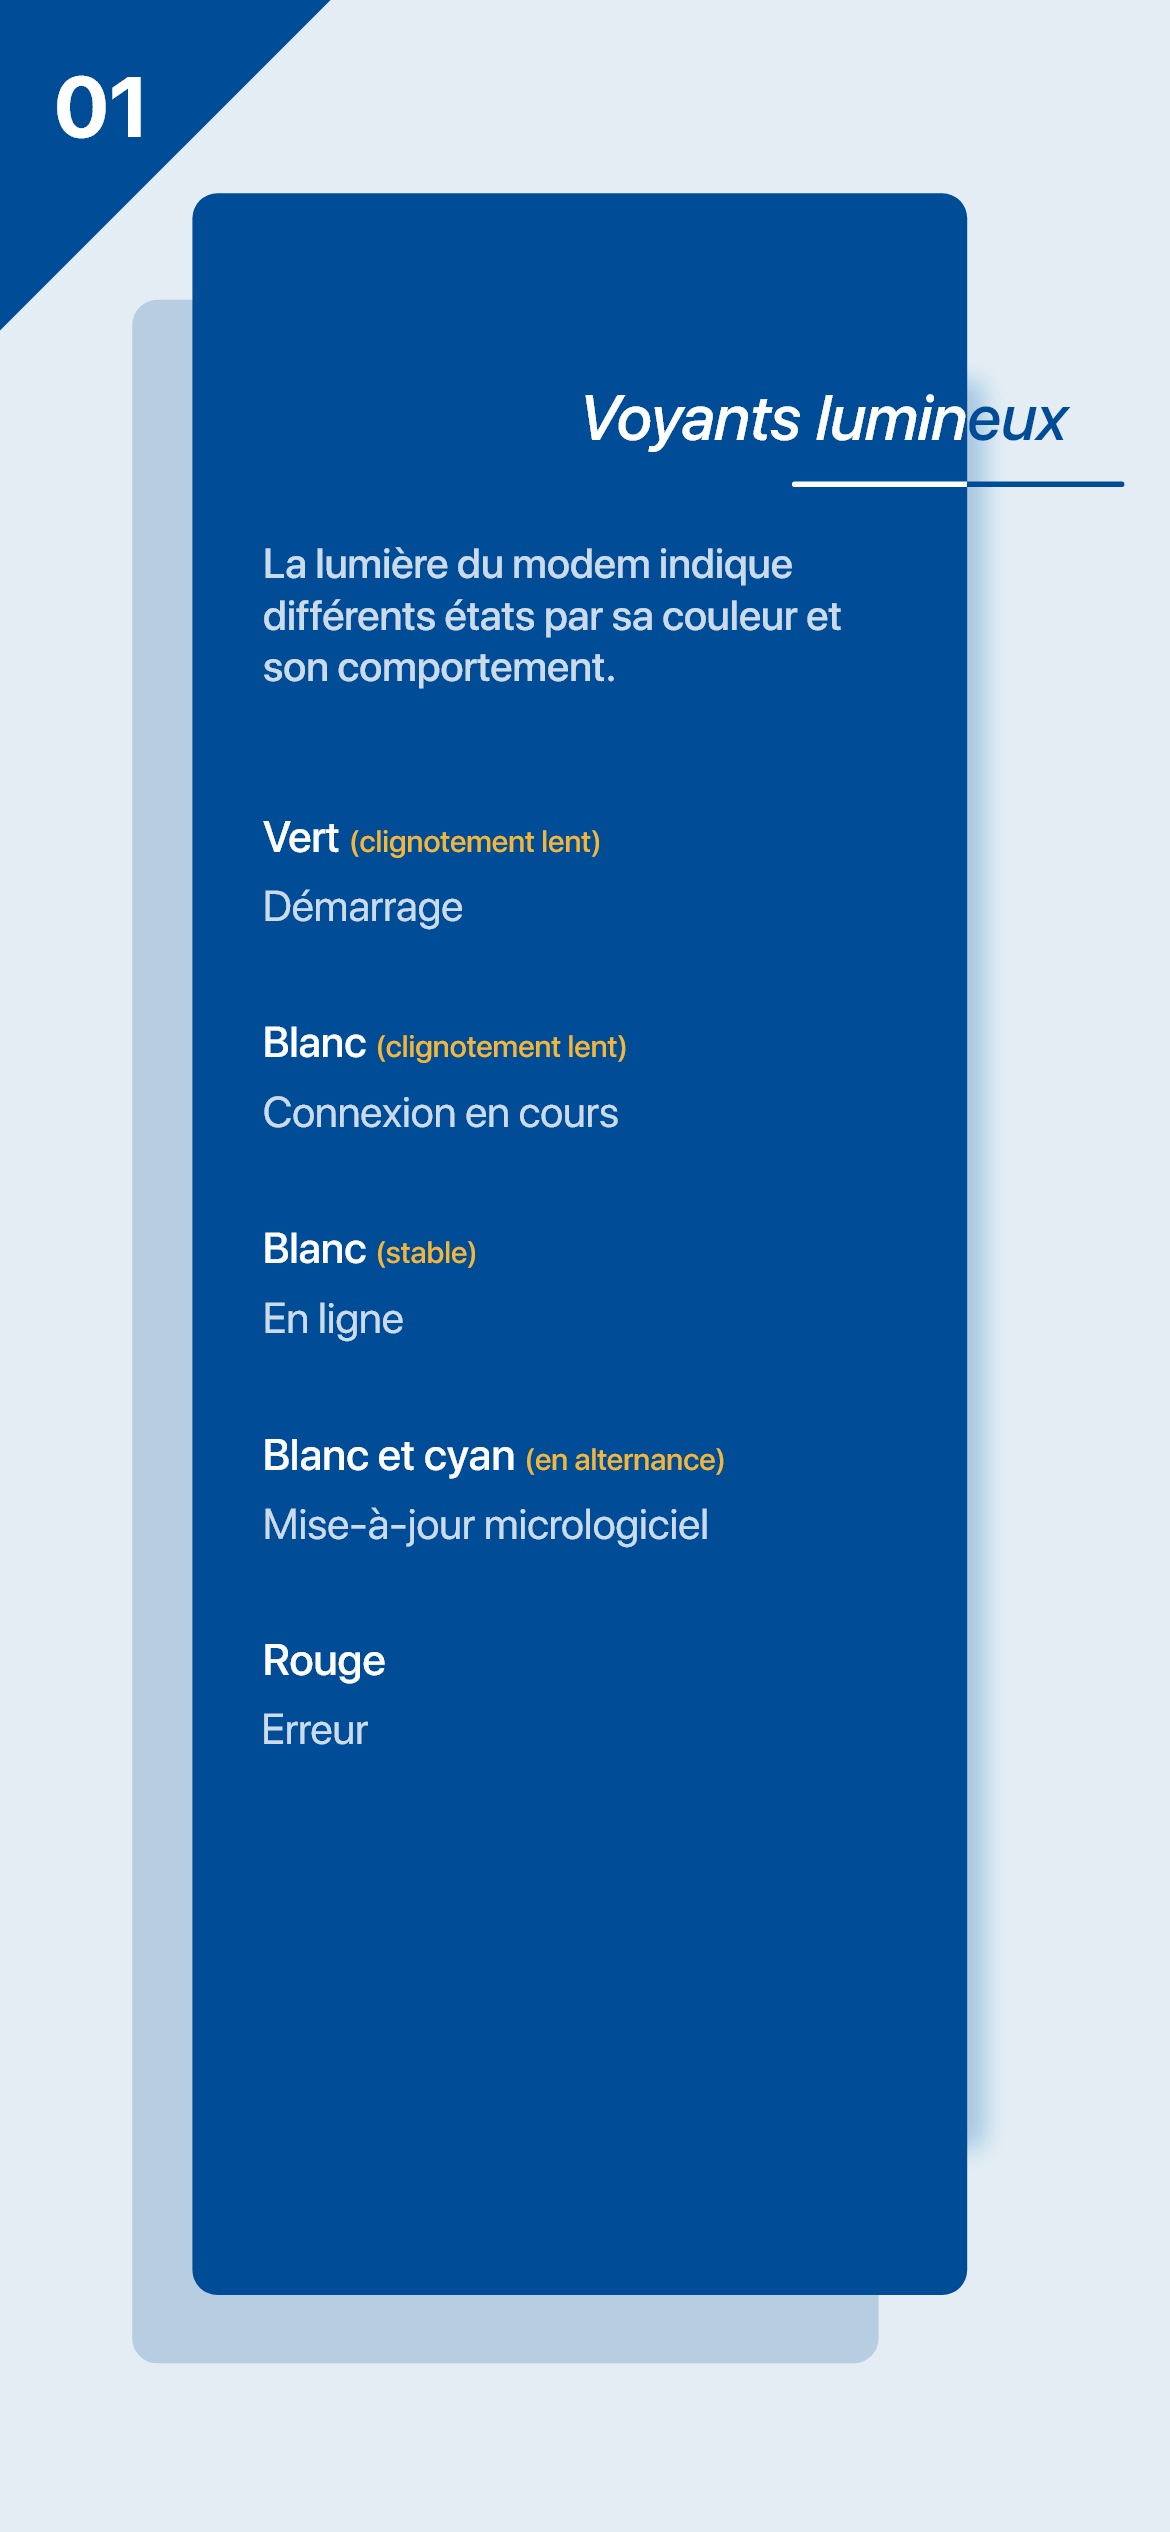 01
Voyants lumineux
La lumière du modem indique
différents états par sa couleur et
son comportement.
Vert (clignotement lent)
Démarrage
Blanc (clignotement lent)
Connexion en cours
Blanc (stable)
En ligne
Blanc et cyan (en alternance)
Mise-à-jour micrologiciel
Rouge
Erreur